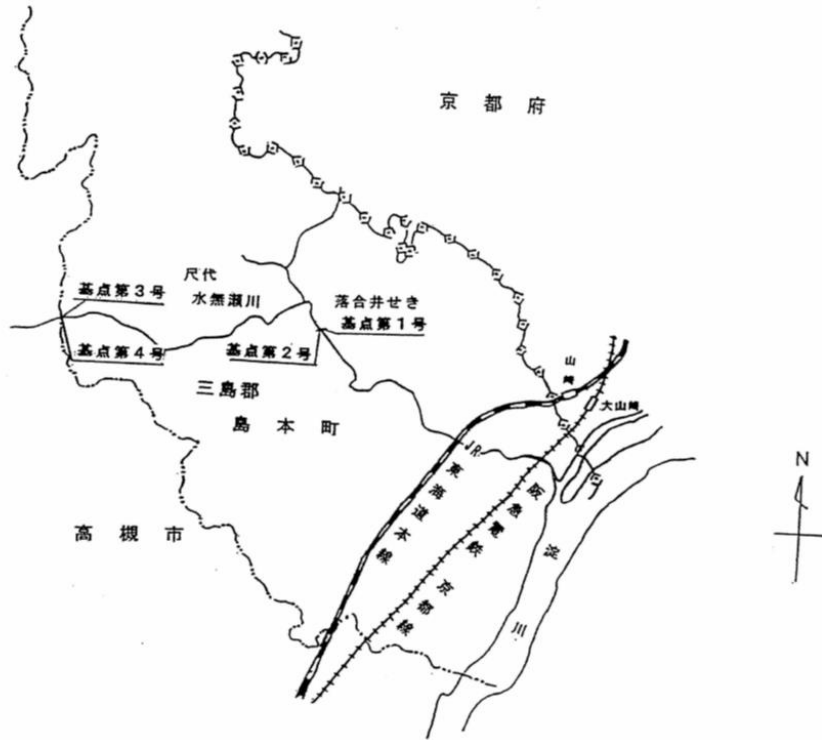 京都府
尺代
基点第3号
水無瀬川
落合井せき
基点第1号
基点第4号
基点第2号
山崎
三島郡
大山崎
島本町
JR
東海道本線
阪急電鉄京都線
高槻市
淀川
N